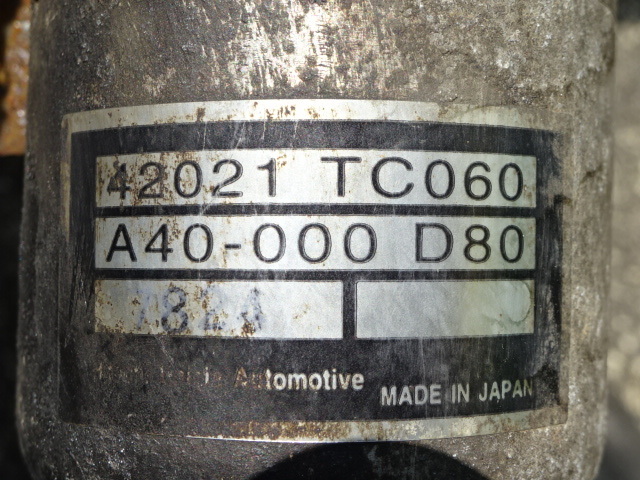 42021 TC060
A40-000 D80
Automotive
MADE IN JAPAN